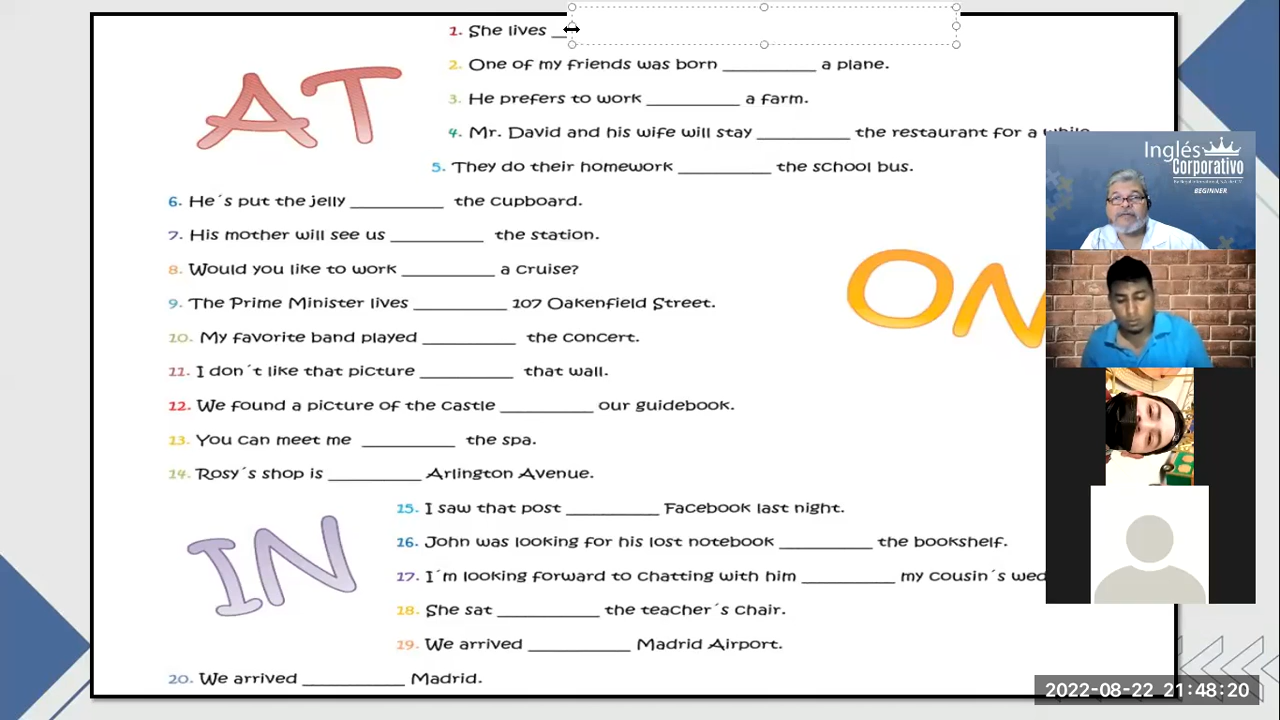 1. She lives __
AT
2. One of my friends was born __________ a plane.
3. He prefers to work __________ a farm.
4. Mr. David and his wife will stay __________ the restaurant for a while
5. They do their homework __________ the school bus.
6. He´s put the jelly __________ the cupboard.
7. His mother will see us __________ the station.
8. Would you like to work __________ a cruise?
ON
9. The Prime Minister lives __________ 107 Oakenfield Street.
10. My favorite band played __________ the concert.
11. I don´t like that picture __________ that wall.
12. We found a picture of the castle __________ our guidebook.
13. You can meet me __________ the spa.
14. Rosy´s shop is __________ Arlington Avenue.
IN
15. I saw that post __________ Facebook last night.
16. John was looking for his lost notebook __________ the bookshelf.
17. I´m looking forward to chatting with him __________ my cousin´s wed
18. She sat ___________ the teacher´s chair.
19. We arrived ___________ Madrid Airport.
20. We arrived ___________ Madrid.
Inglés
Corporativo
BEGINNER
2022-08-22 21:48:20